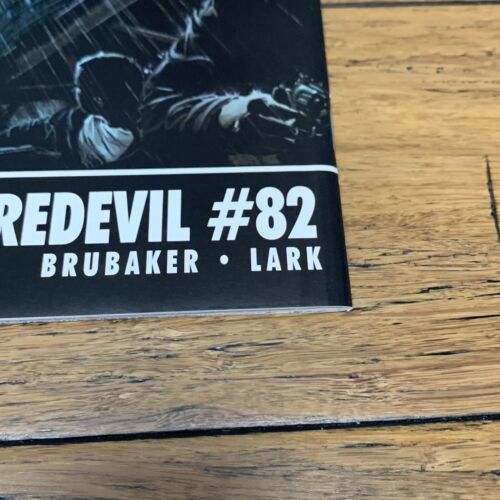 REDEVIL #82
BRUBAKER • LARK